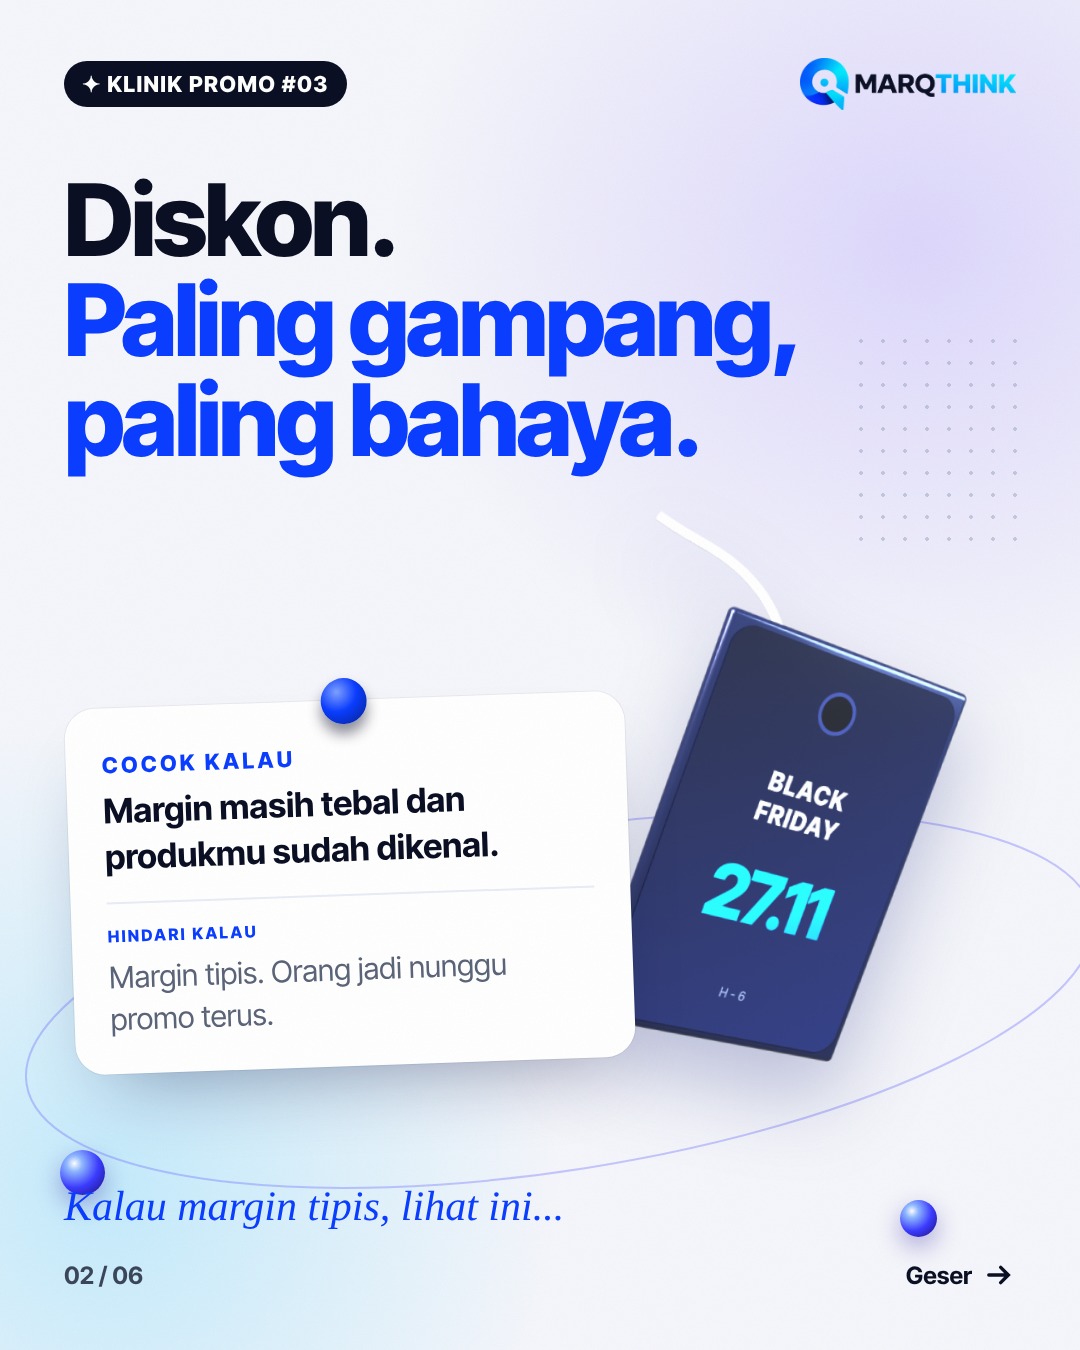 ✦ KLINIK PROMO #03
MARQTHINK
Diskon.
Paling gampang,
paling bahaya.
COCOK KALAU
Margin masih tebal dan
produkmu sudah dikenal.
HINDARI KALAU
Margin tipis. Orang jadi nunggu
promo terus.
BLACK
FRIDAY
27.11
H-6
Kalau margin tipis, lihat ini...
02 / 06
Geser →